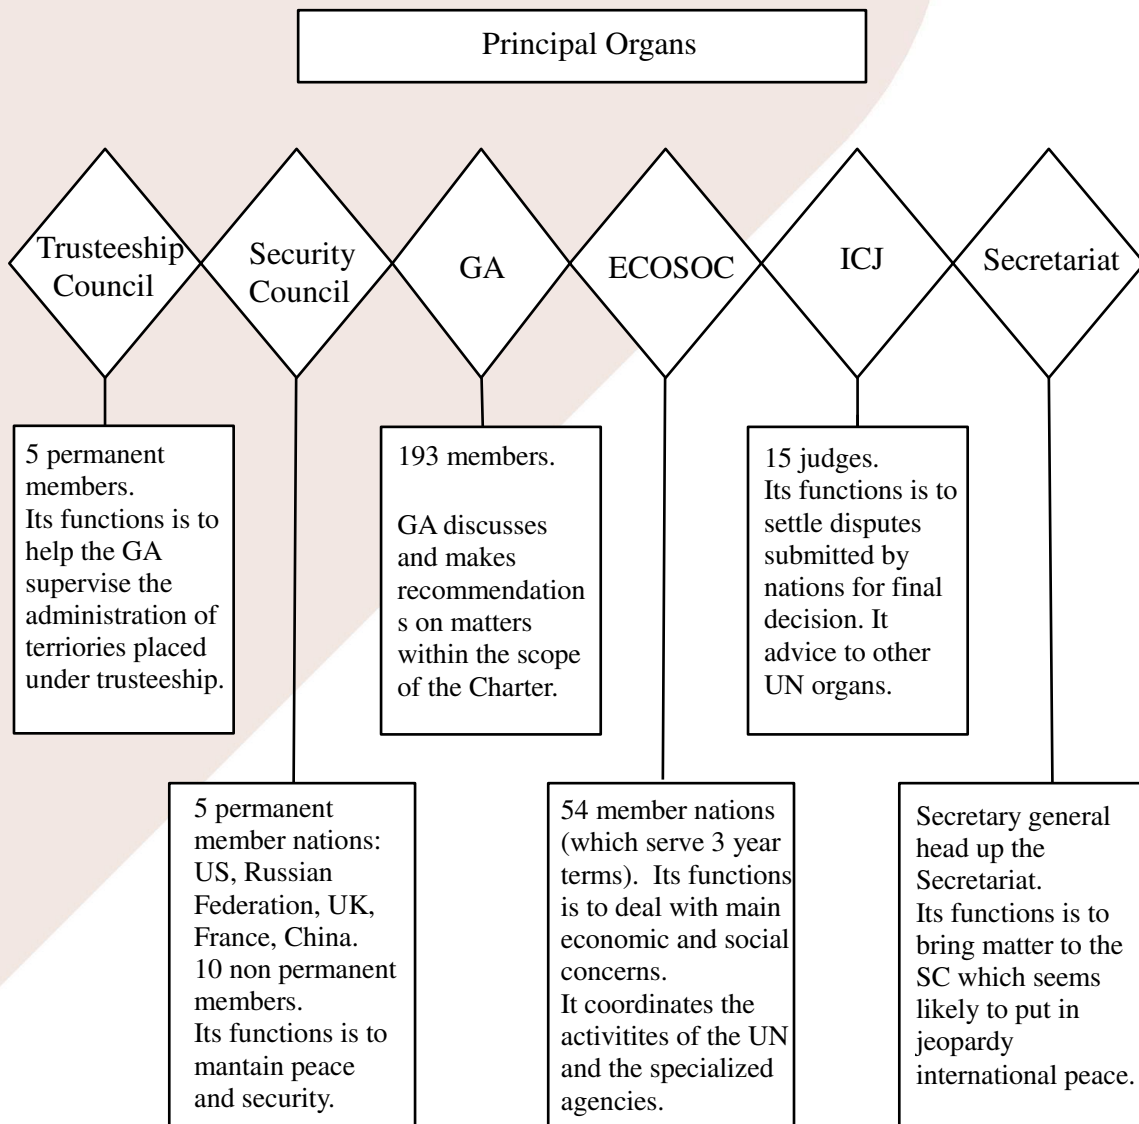 Principal Organs
Trusteeship
Council
Security
Council
GA
ECOSOC
ICJ
Secretariat
5 permanent
members.
Its functions is to
help the GA
supervise the
administration of
terriories placed
under trusteeship.
193 members.
GA discusses
and makes
recommendation
s on matters
within the scope
of the Charter.
15 judges.
Its functions is to
settle disputes
submitted by
nations for final
decision. It
advice to other
UN organs.
5 permanent
member nations:
US, Russian
Federation, UK,
France, China.
10 non permanent
members.
Its functions is to
mantain peace
and security.
54 member nations
(which serve 3 year
terms).  Its functions
is to deal with main
economic and social
concerns.
It coordinates the
activitites of the UN
and the specialized
agencies.
Secretary general
head up the
Secretariat.
Its functions is to
bring matter to the
SC which seems
likely to put in
jeopardy
international peace.